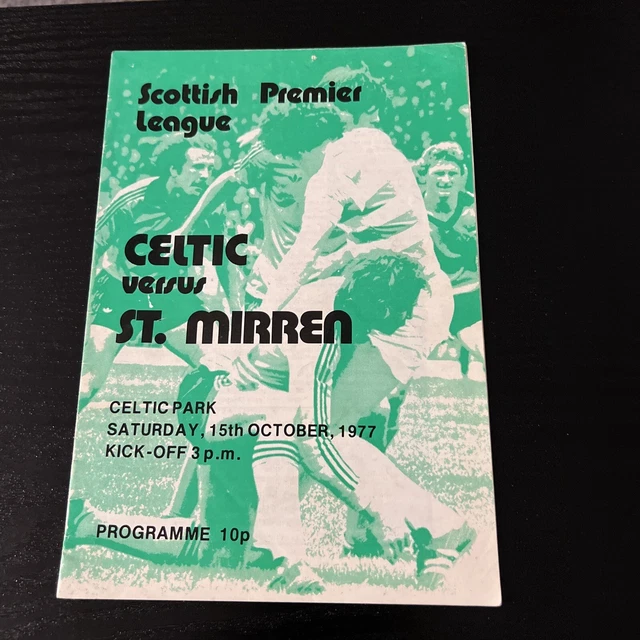 Scottish Premier
League
CELTIC
versus
ST. MIRREN
CELTIC PARK
SATURDAY, 15th OCTOBER, 1977
KICK-OFF 3 p.m.
PROGRAMME 10p